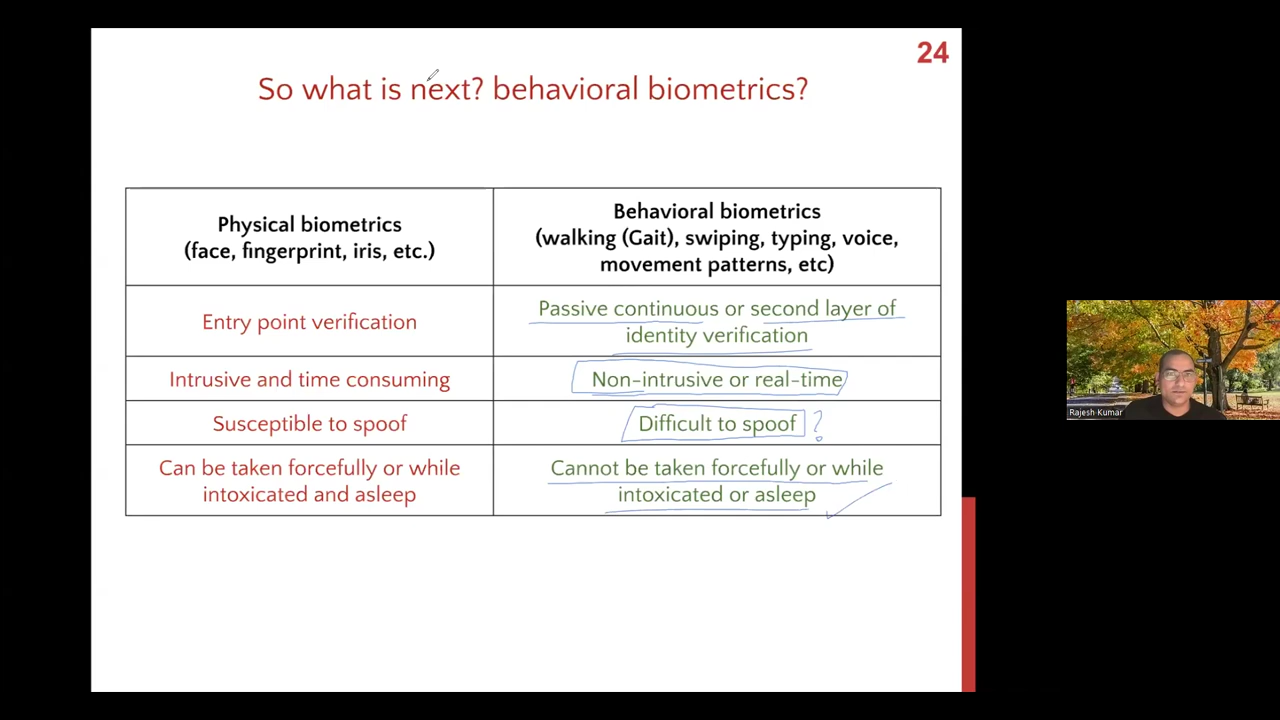 24
So what is next? behavioral biometrics?
Physical biometrics
(face, fingerprint, iris, etc.)
Behavioral biometrics
(walking (Gait), swiping, typing, voice,
movement patterns, etc)
Entry point verification
Passive continuous or second layer of
identity verification
Intrusive and time consuming
Non-intrusive or real-time
Susceptible to spoof
Difficult to spoof ?
Can be taken forcefully or while
intoxicated and asleep
Cannot be taken forcefully or while
intoxicated or asleep
Rajesh Kumar